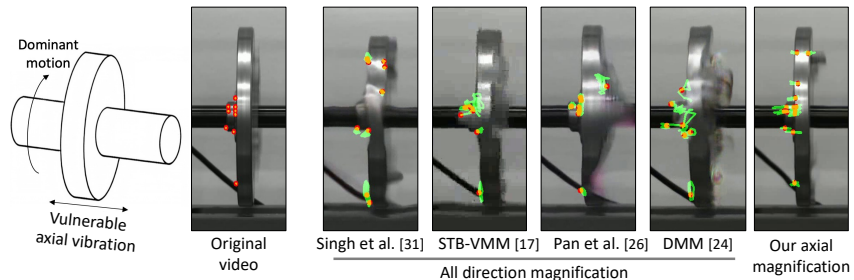 Dominant
motion
Vulnerable
axial vibration
Original
video
Singh et al. [31]
STB-VMM [17]
Pan et al. [26]
DMM [24]
All direction magnification
Our axial
magnification